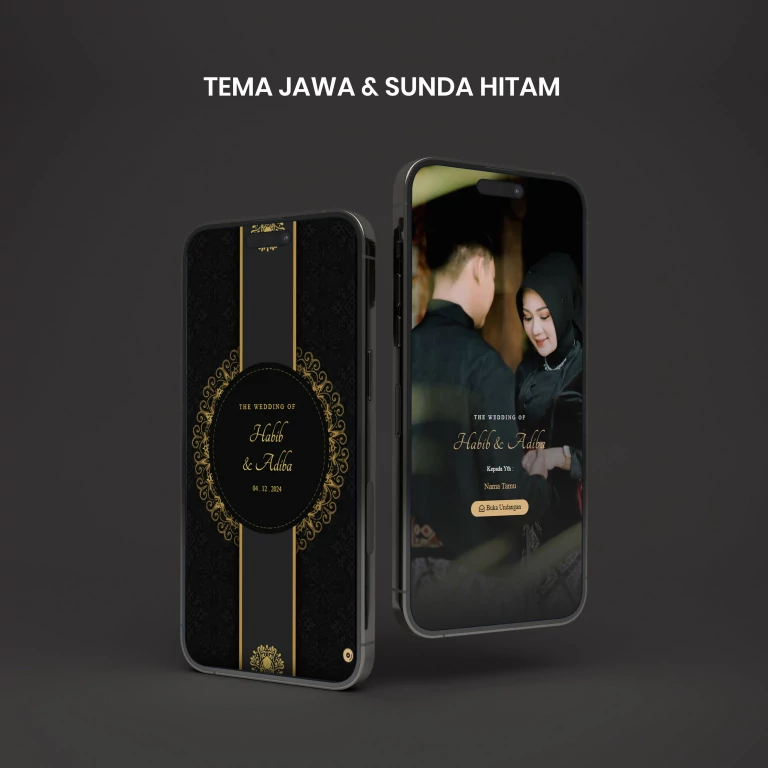 TEMA JAWA & SUNDA HITAM
THE WEDDING OF
Habib
& Adiba
04 . 12 . 2024
THE WEDDING OF
Habib & Adiba
Kepada Yth :
Nama Tamu
Buka Undangan